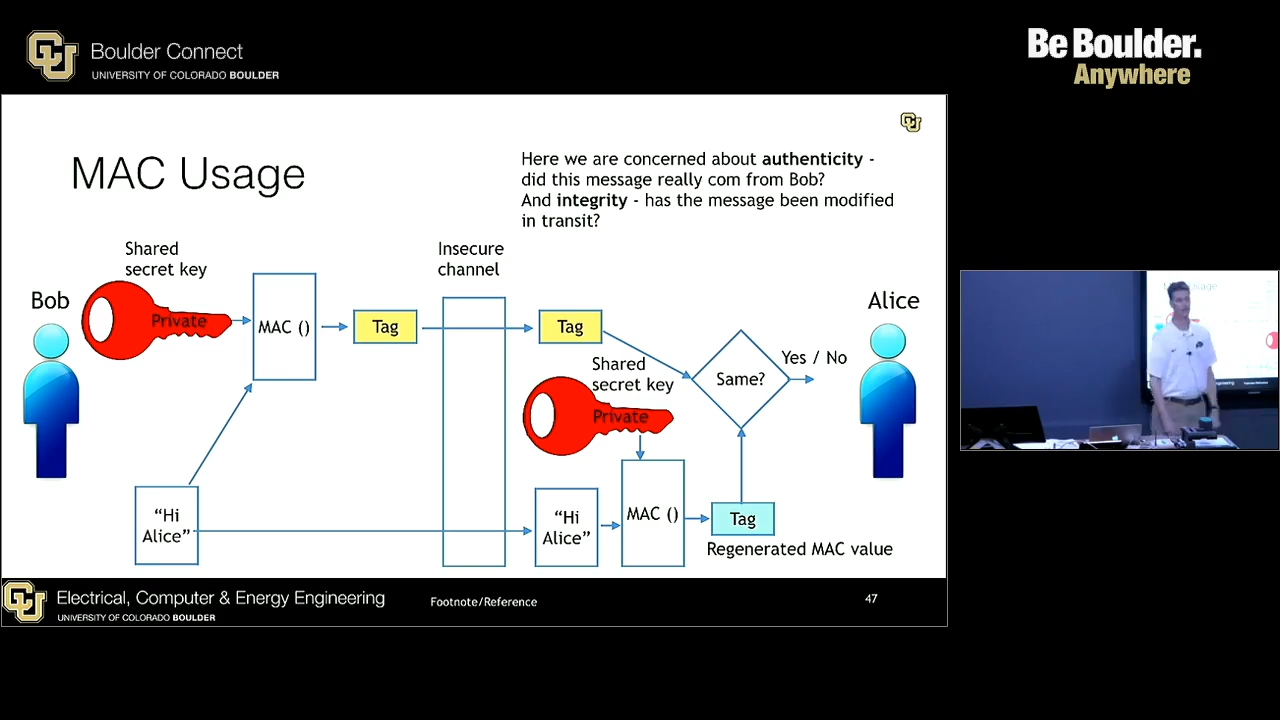 Boulder Connect
UNIVERSITY OF COLORADO BOULDER
Be Boulder.
Anywhere
MAC Usage
Here we are concerned about authenticity -
did this message really com from Bob?
And integrity - has the message been modified
in transit?
Shared
secret key
Insecure
channel
Bob
Alice
Private
MAC ()
Tag
Tag
Shared
secret key
Private
Same?
Yes / No
“Hi
Alice”
“Hi
Alice”
MAC ()
Tag
Regenerated MAC value
Electrical, Computer & Energy Engineering
UNIVERSITY OF COLORADO BOULDER
Footnote/Reference
47